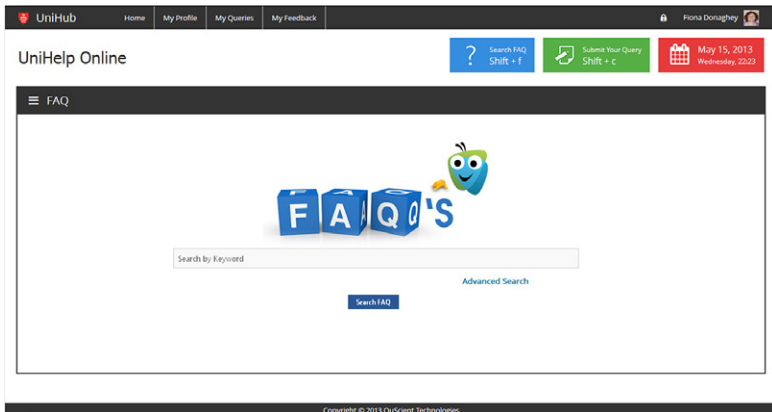 UniHub Home My Profile My Queries My Feedback Fiona Donaghey
UniHelp Online
? Search FAQ
Shift + f
Submit Your Query
Shift + c
May 15, 2013
Wednesday, 22:23
FAQ
F A Q 'S
Search by Keyword
Advanced Search
Search FAQ
Copyright © 2013 QuScient Technologies